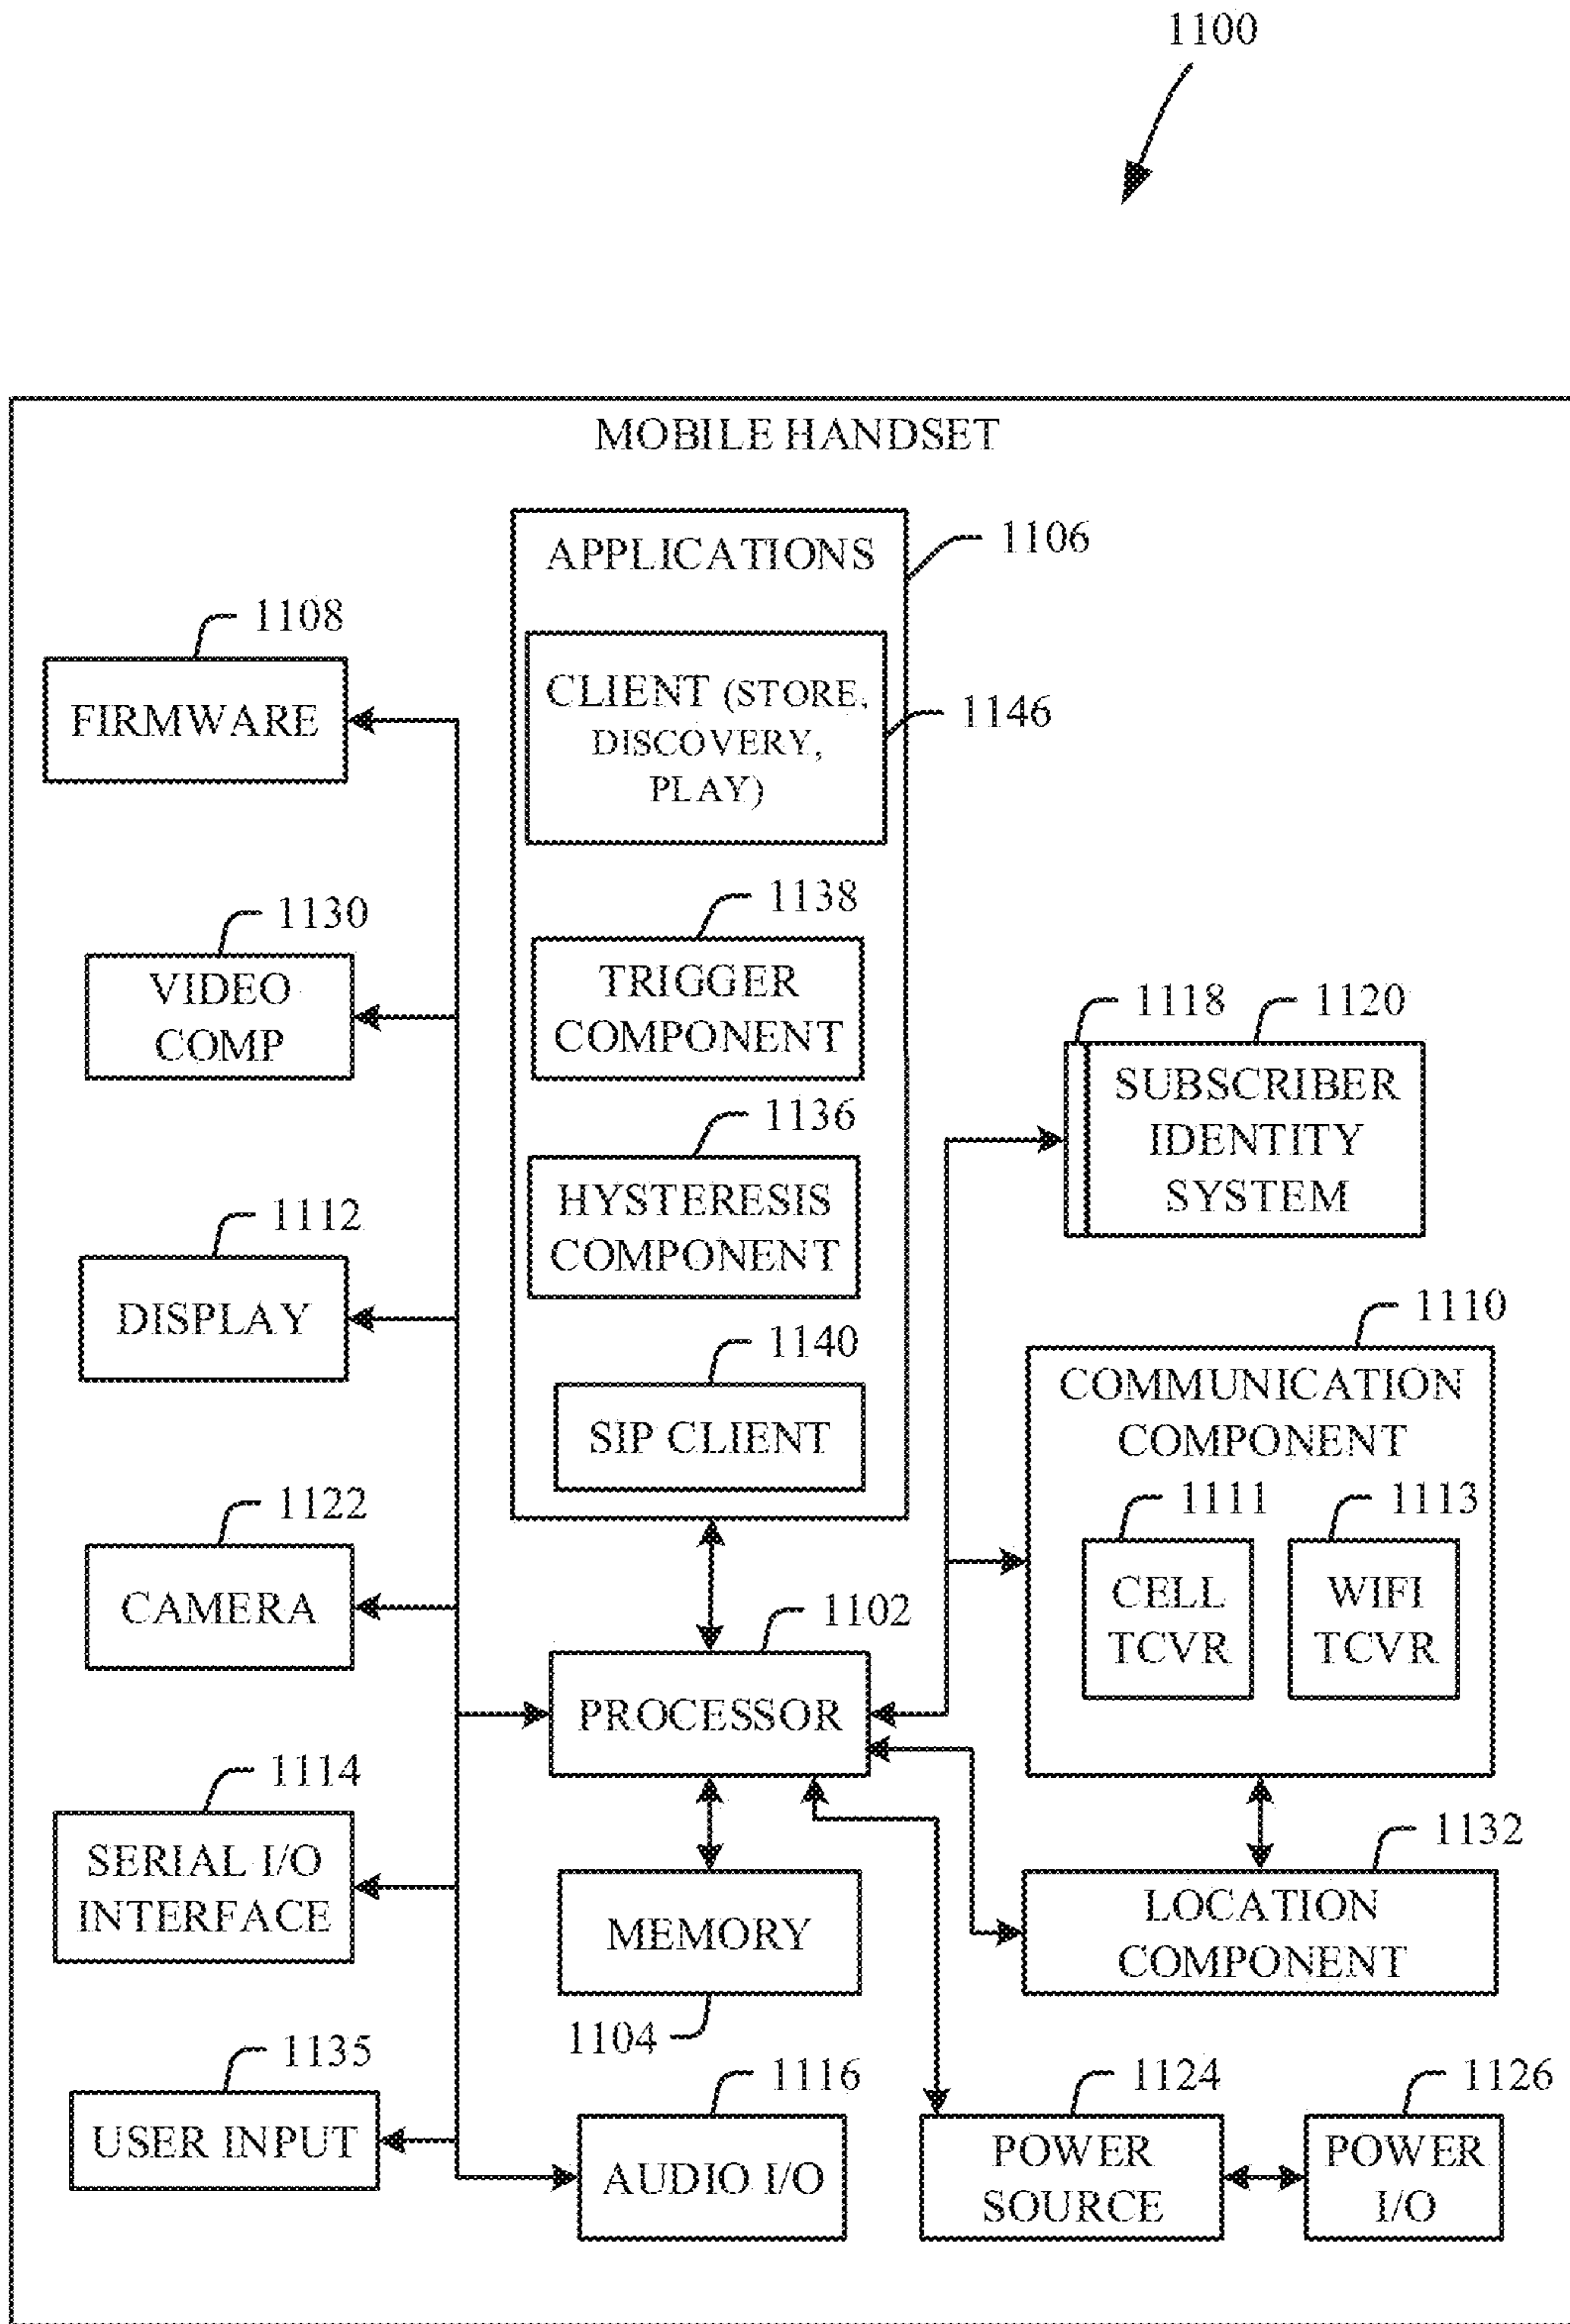 1100
MOBILE HANDSET
APPLICATIONS
1106
CLIENT (STORE,
DISCOVERY,
PLAY)
1146
1138
TRIGGER
COMPONENT
1136
HYSTERESIS
COMPONENT
1140
SIP CLIENT
1108
FIRMWARE
1130
VIDEO
COMP
1112
DISPLAY
1122
CAMERA
1114
SERIAL I/O
INTERFACE
1135
USER INPUT
1102
PROCESSOR
MEMORY
1104
1116
AUDIO I/O
1118
1120
SUBSCRIBER
IDENTITY
SYSTEM
1110
COMMUNICATION
COMPONENT
1111
CELL
TCVR
1113
WIFI
TCVR
1132
LOCATION
COMPONENT
1124
POWER
SOURCE
1126
POWER
I/O